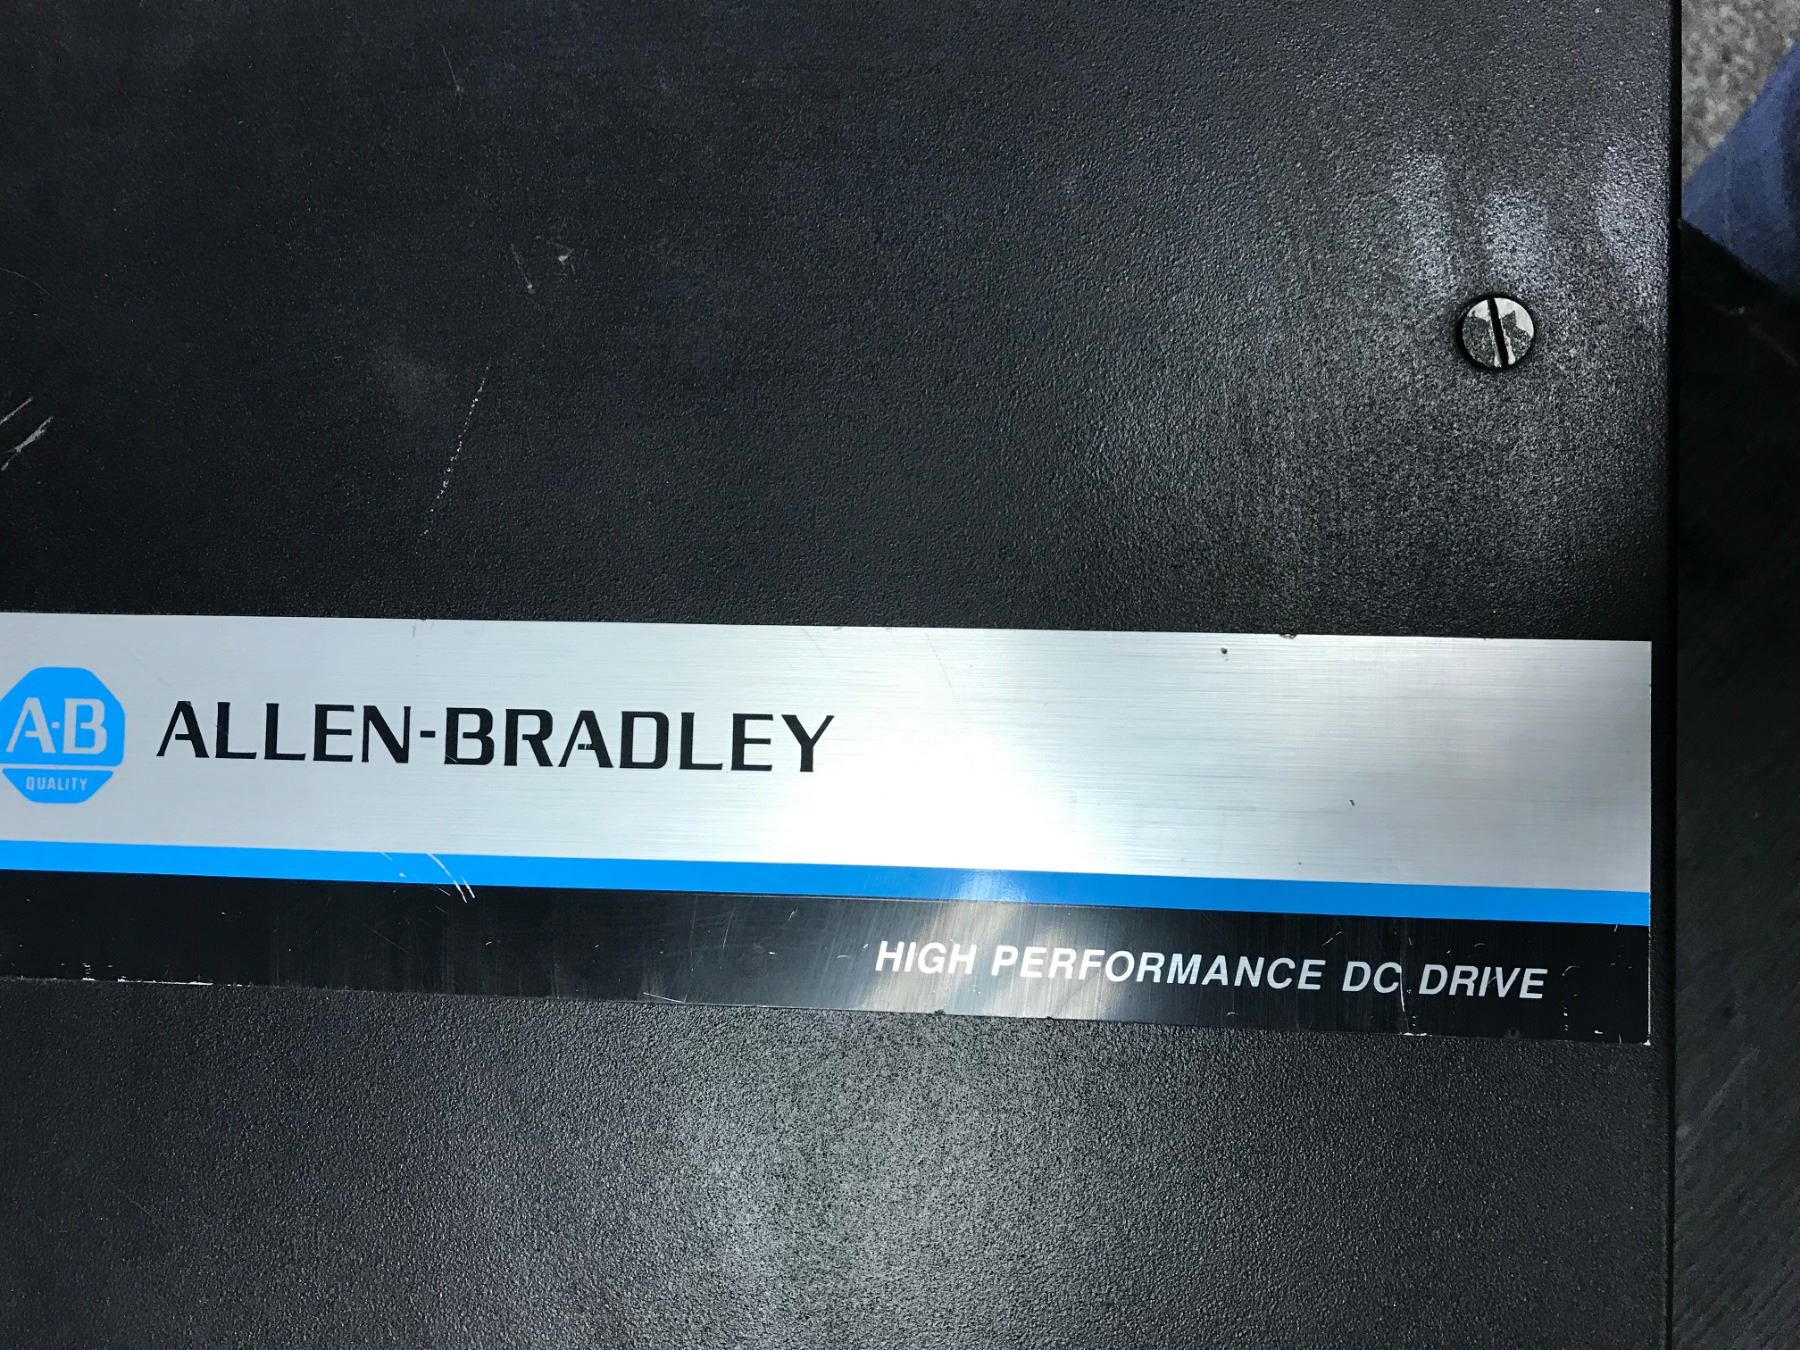 A-B
QUALITY
ALLEN-BRADLEY
HIGH PERFORMANCE DC DRIVE